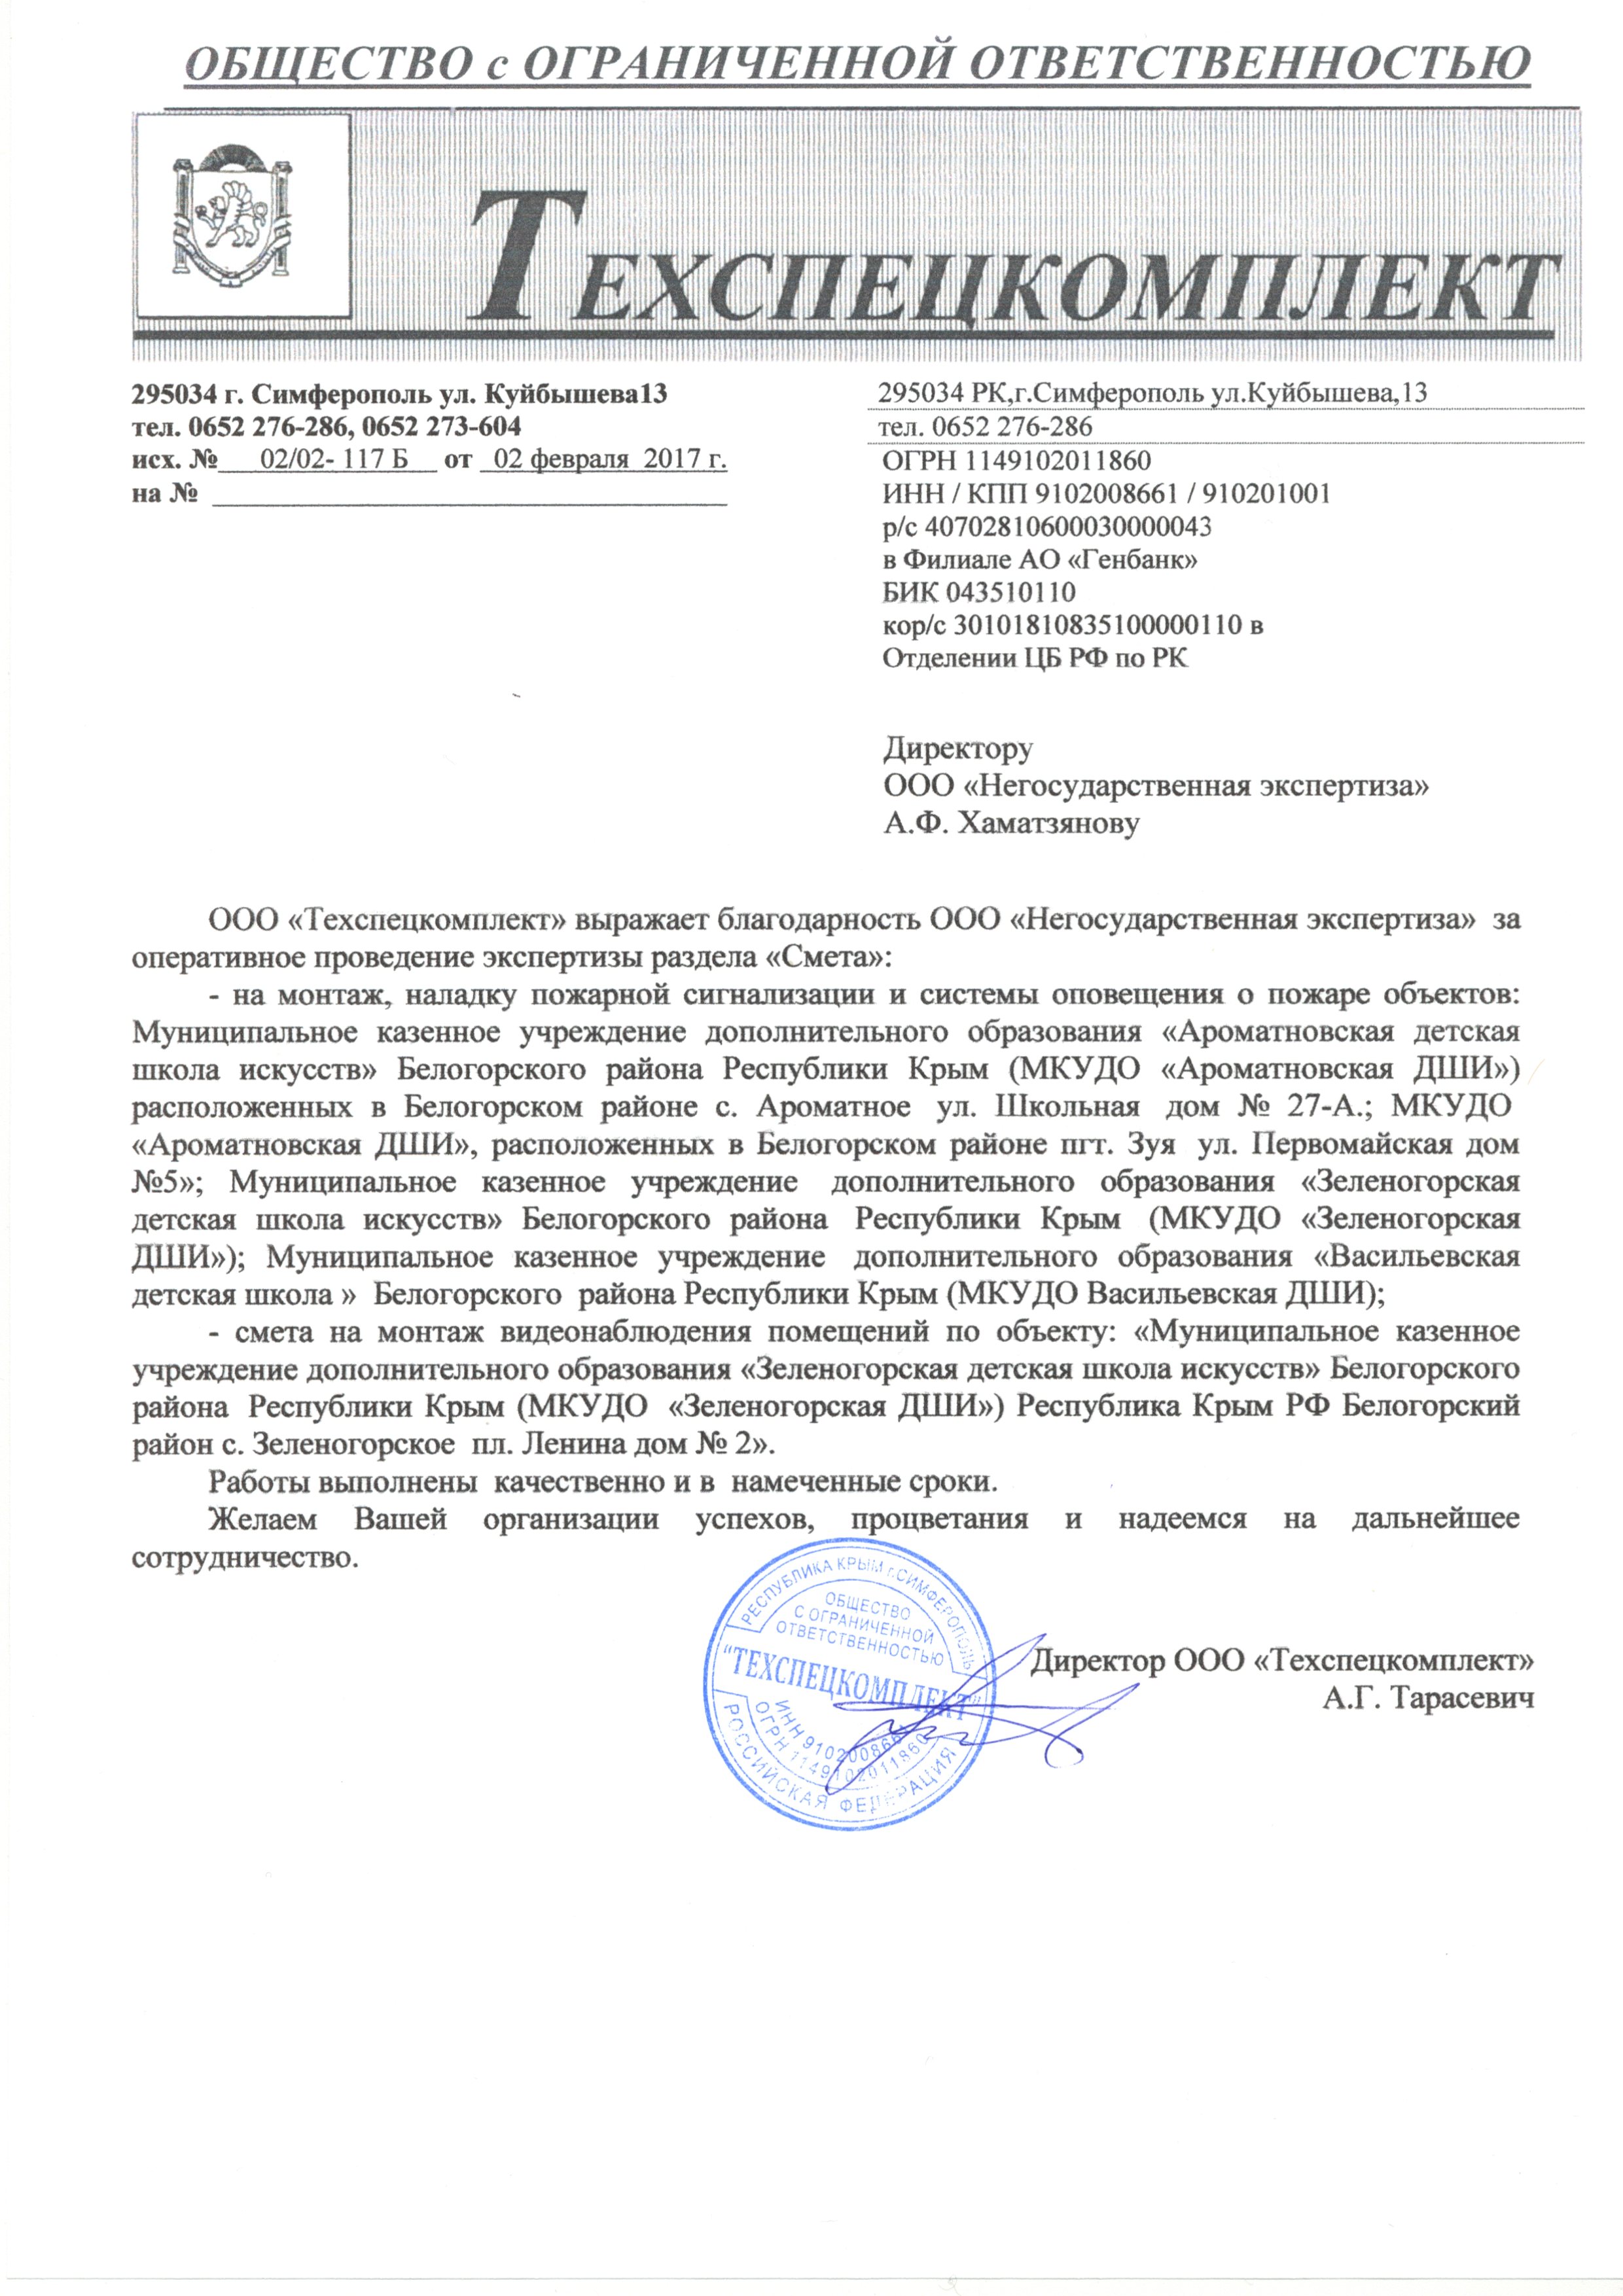 ОБЩЕСТВО с ОГРАНИЧЕННОЙ ОТВЕТСТВЕННОСТЬЮ
ТЕХСПЕЦКОМПЛЕКТ
295034 г. Симферополь ул. Куйбышева13
тел. 0652 276-286, 0652 273-604
исх. № 02/02- 117 Б от 02 февраля 2017 г.
на №
295034 РК,г.Симферополь ул.Куйбышева,13
тел. 0652 276-286
ОГРН 1149102011860
ИНН / КПП 9102008661 / 910201001
р/с 40702810600030000043
в Филиале АО «Генбанк»
БИК 043510110
кор/с 30101810835100000110 в
Отделении ЦБ РФ по РК
Директору
ООО «Негосударственная экспертиза»
А.Ф. Хаматзянову
ООО «Техспецкомплект» выражает благодарность ООО «Негосударственная экспертиза» за
оперативное проведение экспертизы раздела «Смета»:
- на монтаж, наладку пожарной сигнализации и системы оповещения о пожаре объектов:
Муниципальное казенное учреждение дополнительного образования «Ароматновская детская
школа искусств» Белогорского района Республики Крым (МКУДО «Ароматновская ДШИ»)
расположенных в Белогорском районе с. Ароматное ул. Школьная дом № 27-А.; МКУДО
«Ароматновская ДШИ», расположенных в Белогорском районе пгт. Зуя ул. Первомайская дом
№5»; Муниципальное казенное учреждение дополнительного образования «Зеленогорская
детская школа искусств» Белогорского района Республики Крым (МКУДО «Зеленогорская
ДШИ»); Муниципальное казенное учреждение дополнительного образования «Васильевская
детская школа » Белогорского района Республики Крым (МКУДО Васильевская ДШИ);
- смета на монтаж видеонаблюдения помещений по объекту: «Муниципальное казенное
учреждение дополнительного образования «Зеленогорская детская школа искусств» Белогорского
района Республики Крым (МКУДО «Зеленогорская ДШИ») Республика Крым РФ Белогорский
район с. Зеленогорское пл. Ленина дом № 2».
Работы выполнены качественно и в намеченные сроки.
Желаем Вашей организации успехов, процветания и надеемся на дальнейшее
сотрудничество.
РЕСПУБЛИКА КРЫМ г.СИМФЕРОПОЛЬ
ОБЩЕСТВО
С ОГРАНИЧЕННОЙ
ОТВЕТСТВЕННОСТЬЮ
"ТЕХСПЕЦКОМПЛЕКТ"
ИНН 9102008661
ОГРН 1149102011860
РОССИЙСКАЯ ФЕДЕРАЦИЯ
Директор ООО «Техспецкомплект»
А.Г. Тарасевич